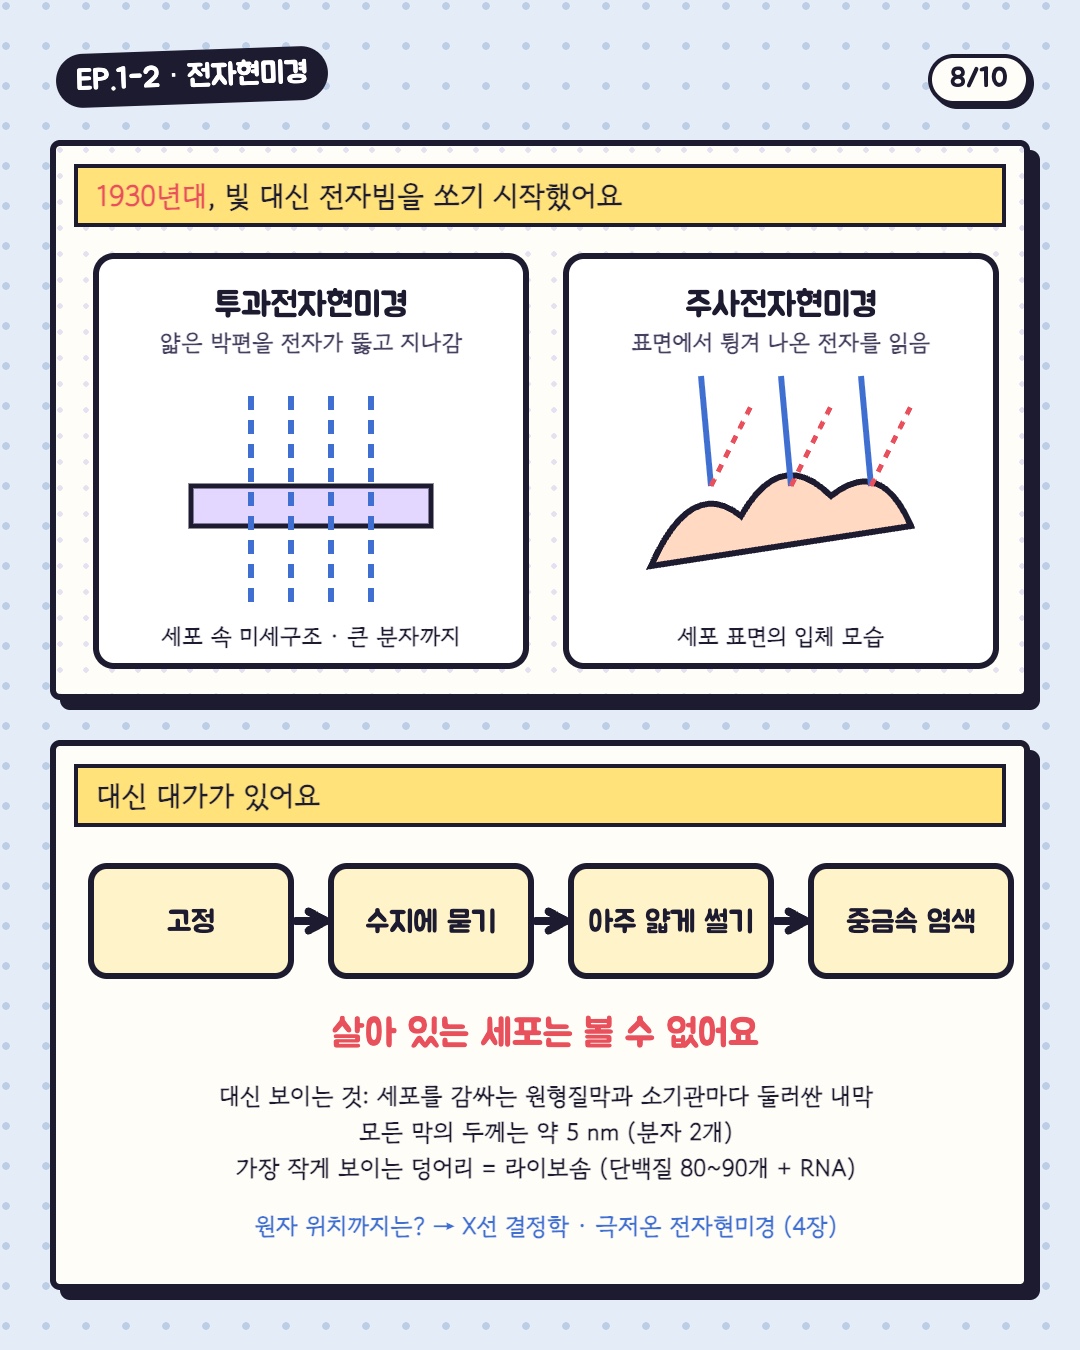 EP.1-2 · 전자현미경
8/10
1930년대, 빛 대신 전자빔을 쏘기 시작했어요
투과전자현미경
얇은 박편을 전자가 뚫고 지나감
세포 속 미세구조 · 큰 분자까지
주사전자현미경
표면에서 튕겨 나온 전자를 읽음
세포 표면의 입체 모습
대신 대가가 있어요
고정
수지에 묻기
아주 얇게 썰기
중금속 염색
살아 있는 세포는 볼 수 없어요
대신 보이는 것: 세포를 감싸는 원형질막과 소기관마다 둘러싼 내막
모든 막의 두께는 약 5 nm (분자 2개)
가장 작게 보이는 덩어리 = 라이보솜 (단백질 80~90개 + RNA)
원자 위치까지는? → X선 결정학 · 극저온 전자현미경 (4장)